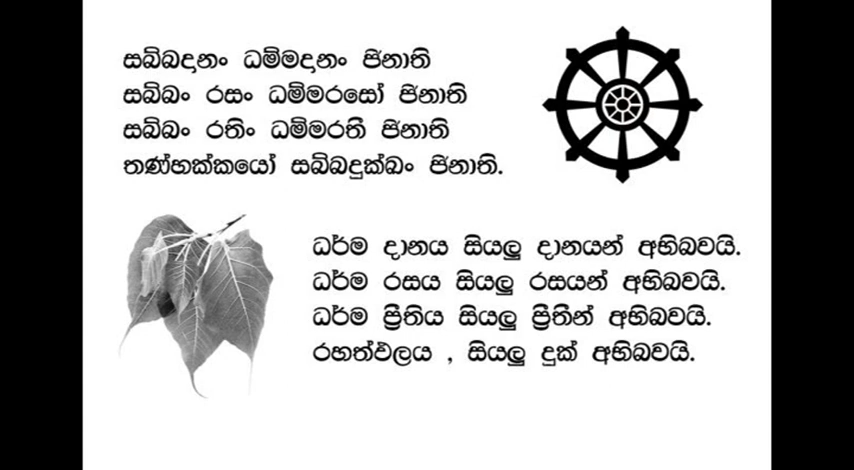 සබ්බදානං ධම්මදානං ජිනාති
සබ්බං රසං ධම්මරසෝ ජිනාති
සබ්බං රතිං ධම්මරතී ජිනාති
තණ්හක්කයෝ සබ්බදුක්ඛං ජිනාති.
ධර්ම දානය සියලු දානයන් අභිබවයි.
ධර්ම රසය සියලු රසයන් අභිබවයි.
ධර්ම ප්‍රීතිය සියලු ප්‍රීතීන් අභිබවයි.
රහත්ඵලය , සියලු දුක් අභිබවයි.